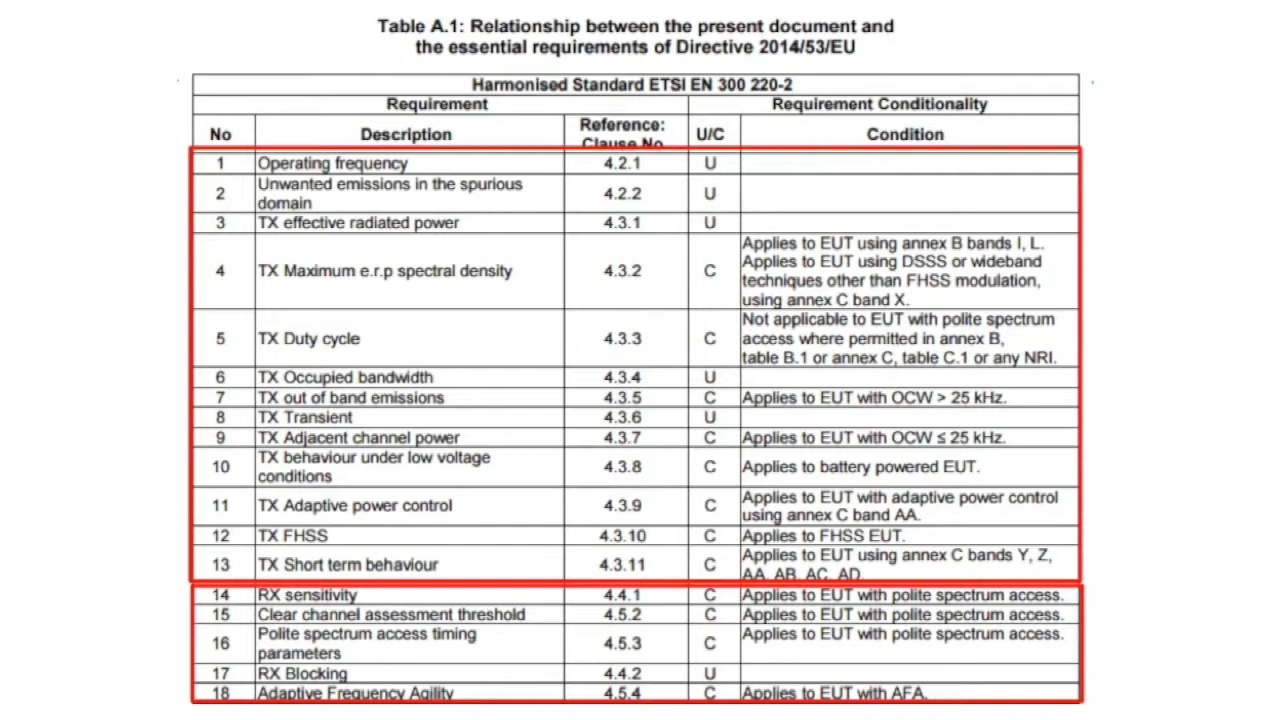 Table A.1: Relationship between the present document and
the essential requirements of Directive 2014/53/EU
Harmonised Standard ETSI EN 300 220-2
Requirement Requirement Conditionality
No Description Reference: Clause No U/C Condition
1 Operating frequency 4.2.1 U
2 Unwanted emissions in the spurious
domain 4.2.2 U
3 TX effective radiated power 4.3.1 U
4 TX Maximum e.r.p spectral density 4.3.2 C Applies to EUT using annex B bands I, L.
Applies to EUT using DSSS or wideband
techniques other than FHSS modulation,
using annex C band X.
5 TX Duty cycle 4.3.3 C Not applicable to EUT with polite spectrum
access where permitted in annex B,
table B.1 or annex C, table C.1 or any NRI.
6 TX Occupied bandwidth 4.3.4 U
7 TX out of band emissions 4.3.5 C Applies to EUT with OCW > 25 kHz.
8 TX Transient 4.3.6 U
9 TX Adjacent channel power 4.3.7 C Applies to EUT with OCW ≤ 25 kHz.
10 TX behaviour under low voltage
conditions 4.3.8 C Applies to battery powered EUT.
11 TX Adaptive power control 4.3.9 C Applies to EUT with adaptive power control
using annex C band AA.
12 TX FHSS 4.3.10 C Applies to FHSS EUT.
13 TX Short term behaviour 4.3.11 C Applies to EUT using annex C bands Y, Z,
AA, AB, AC, AD.
14 RX sensitivity 4.4.1 C Applies to EUT with polite spectrum access.
15 Clear channel assessment threshold 4.5.2 C Applies to EUT with polite spectrum access.
16 Polite spectrum access timing
parameters 4.5.3 C Applies to EUT with polite spectrum access.
17 RX Blocking 4.4.2 U
18 Adaptive Frequency Agility 4.5.4 C Applies to EUT with AFA.